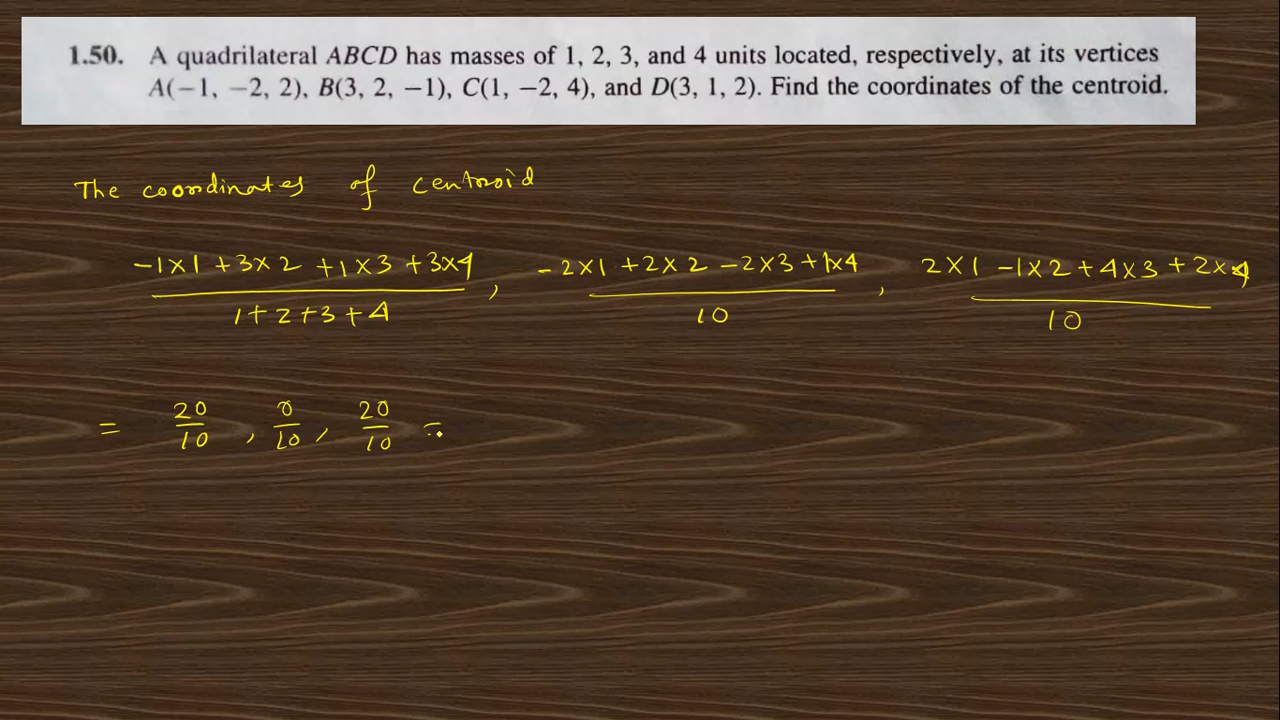 1.50. A quadrilateral ABCD has masses of 1, 2, 3, and 4 units located, respectively, at its vertices
A(−1, −2, 2), B(3, 2, −1), C(1, −2, 4), and D(3, 1, 2). Find the coordinates of the centroid.
The coordinates of centroid
-1×1 +3×2 +1×3 +3×4 , -2×1 +2×2 -2×3 +1×4 , 2×1 -1×2 +4×3 +2×4
1+2+3+4 10 10
= 20/10 , 0/10 , 20/10 =